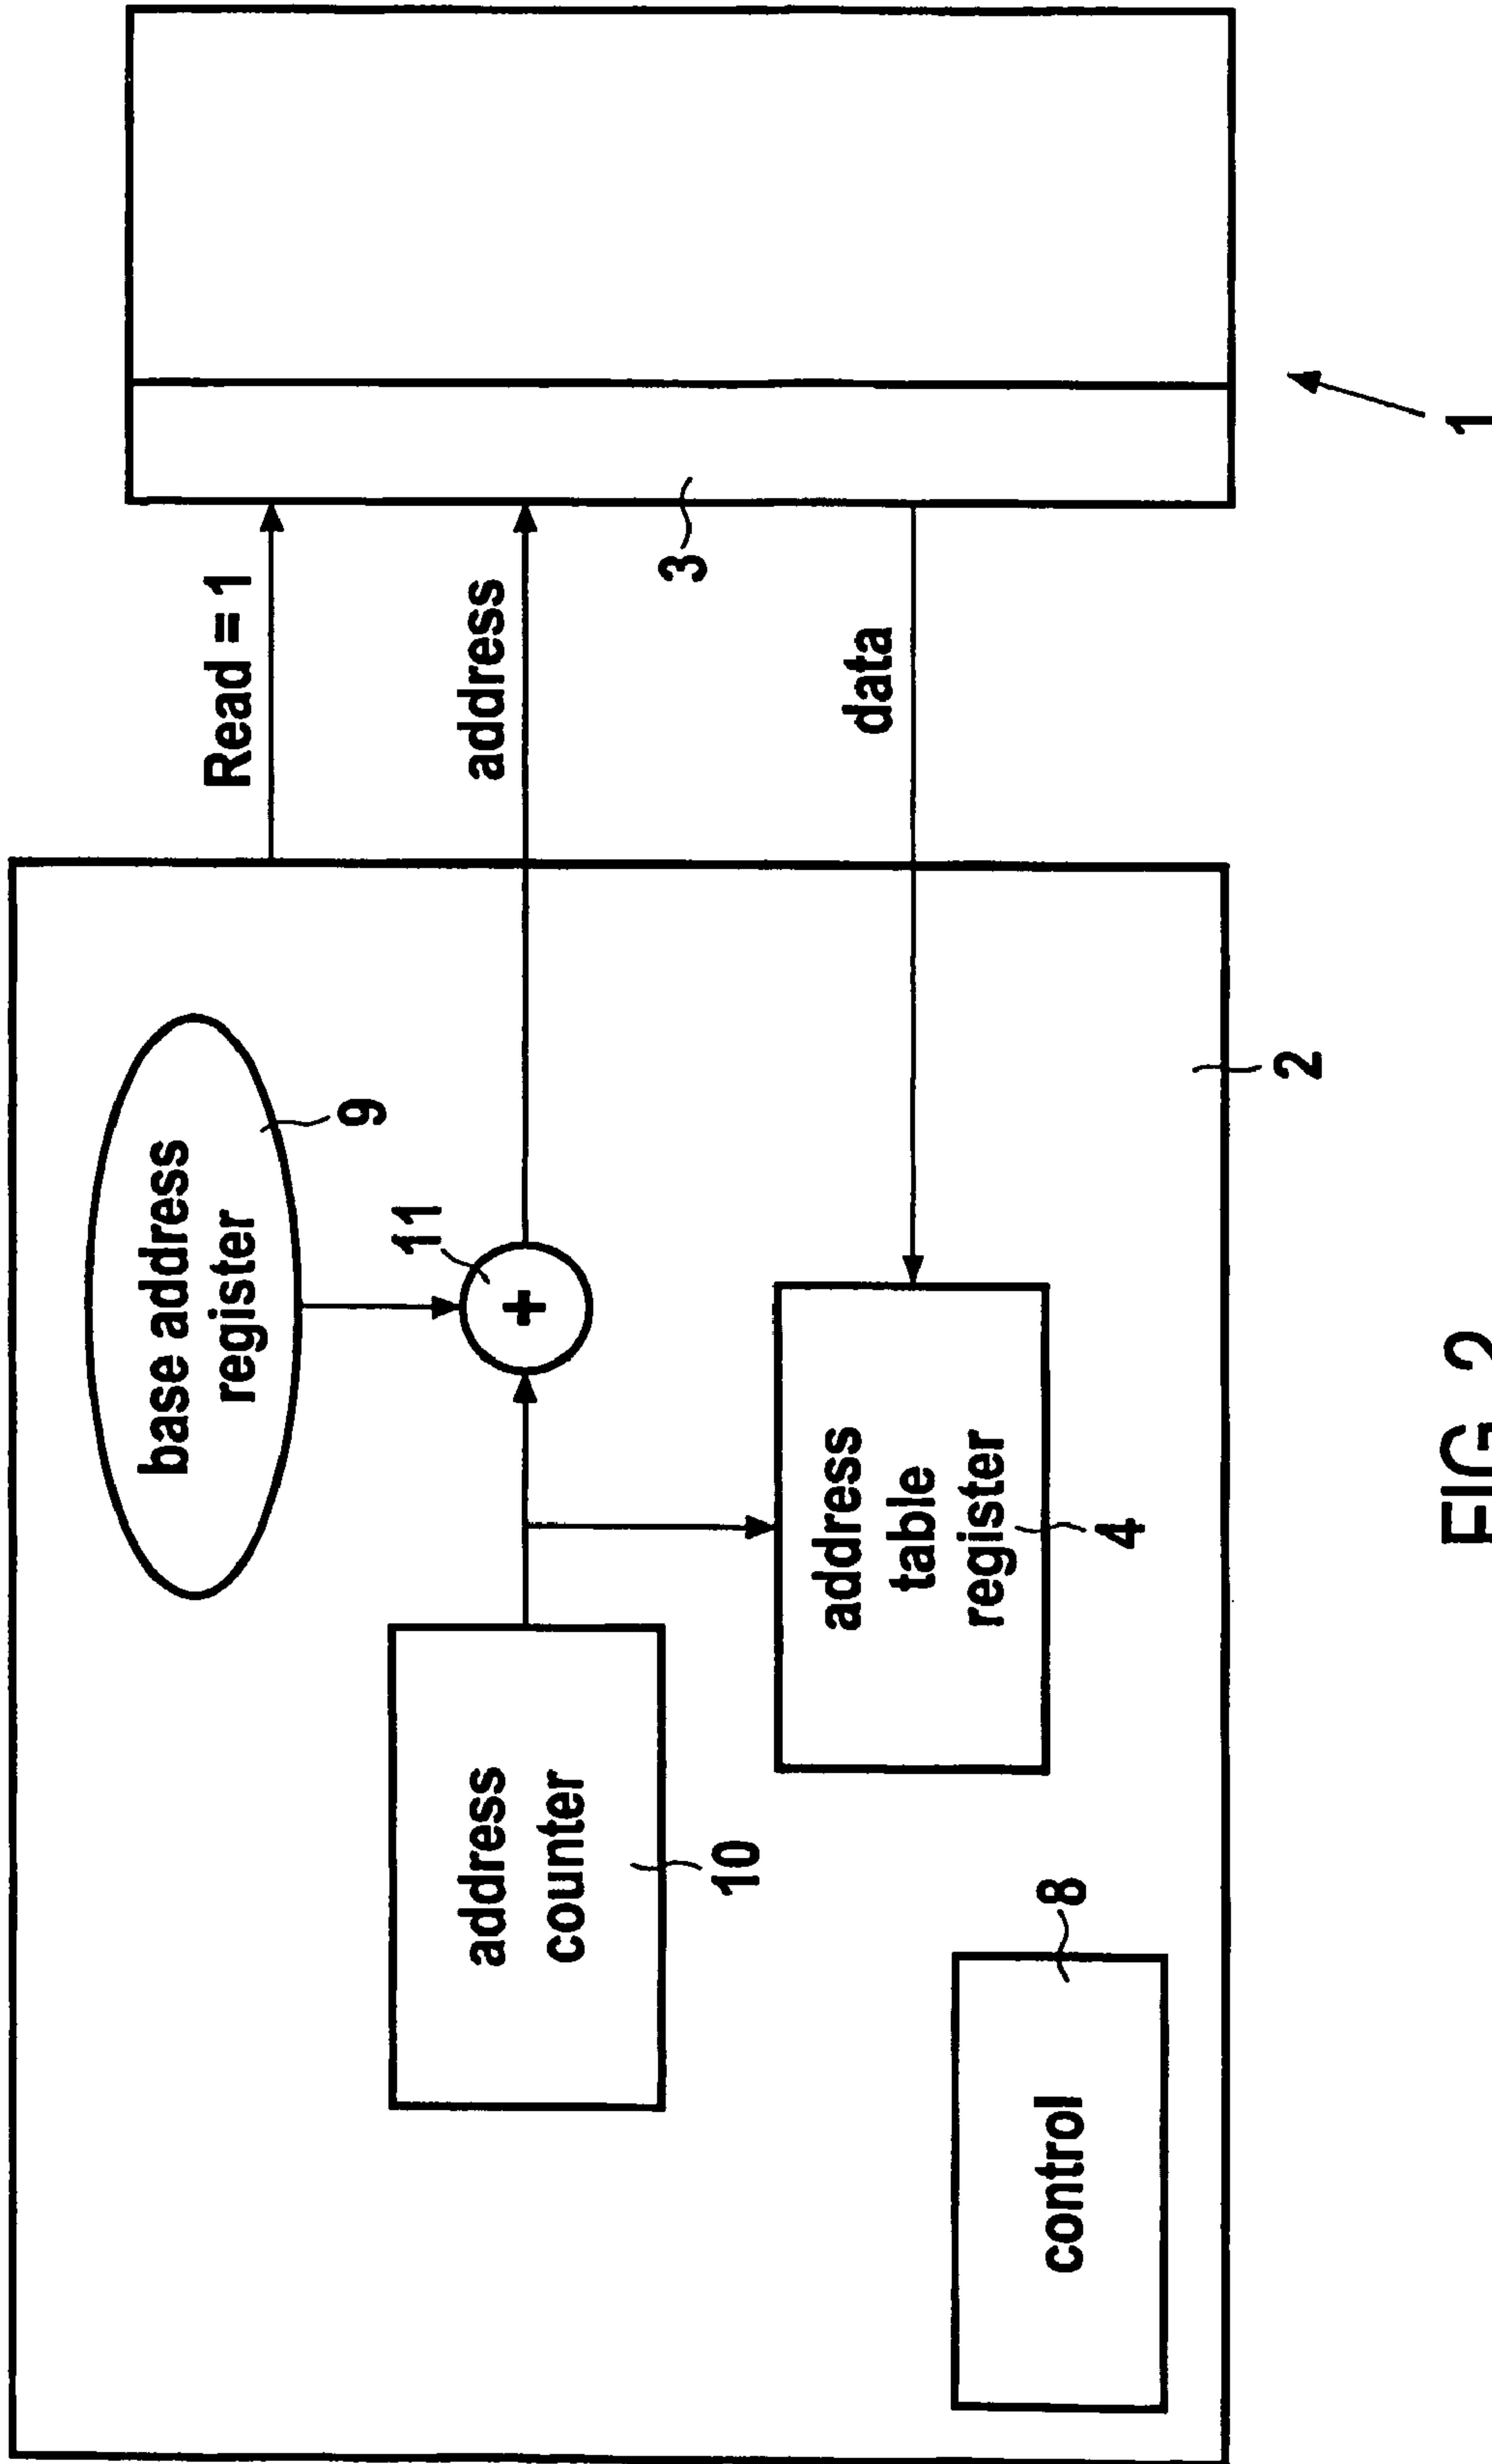 base address
register
9
Read = 1
11
address
address
counter
10
3
address
table
register
4
data
control
8
2
1
FIG 2